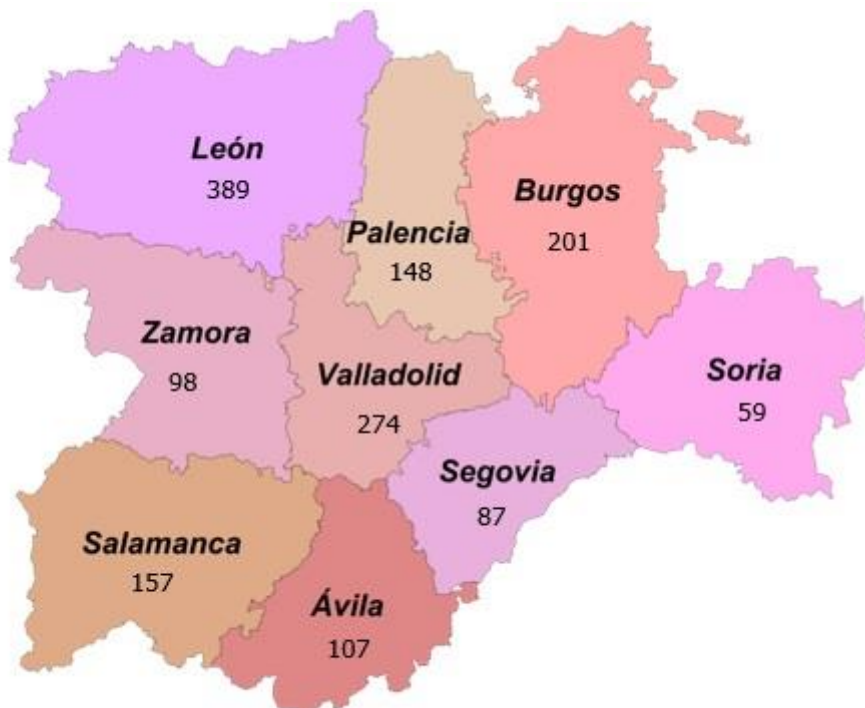 León
389
Palencia
148
Burgos
201
Zamora
98
Valladolid
274
Soria
59
Segovia
87
Salamanca
157
Ávila
107